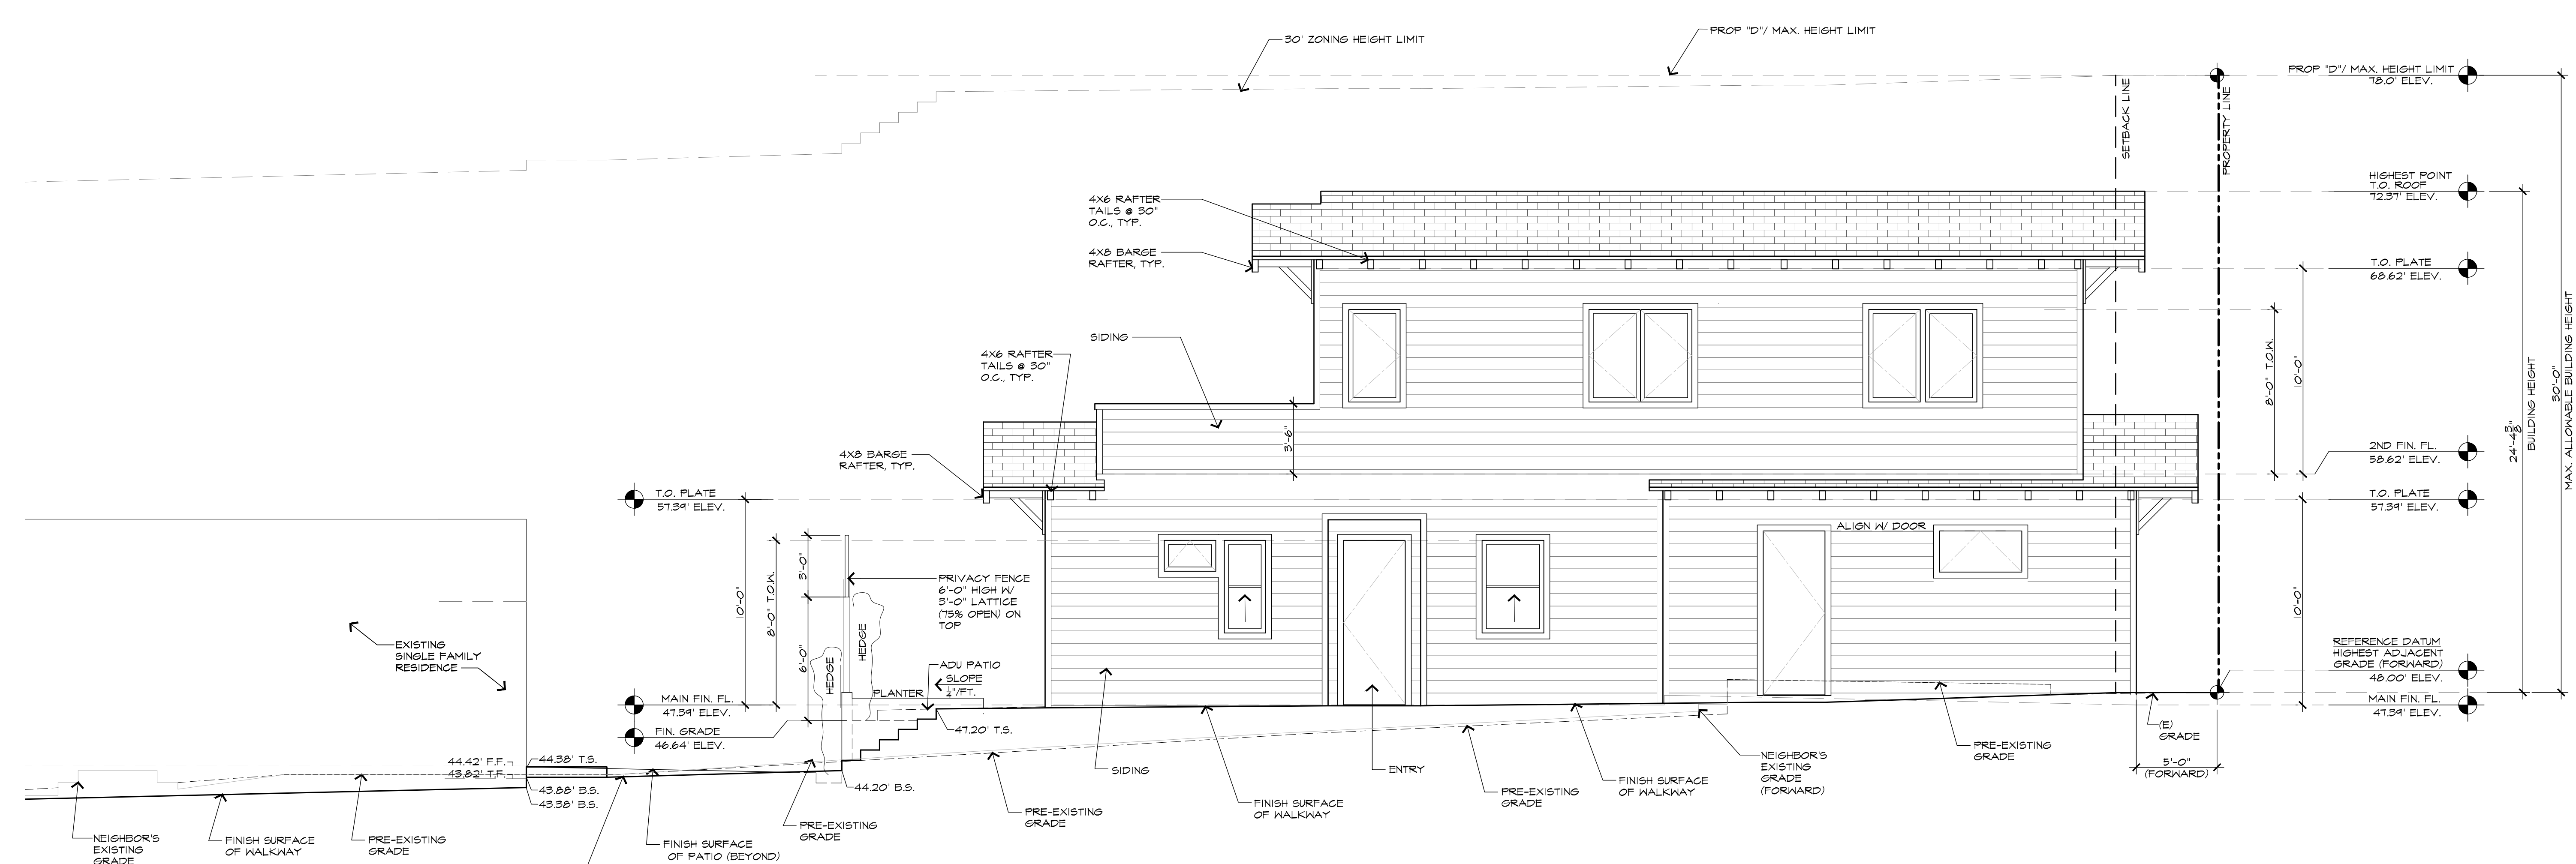 30' ZONING HEIGHT LIMIT
PROP "D"/ MAX. HEIGHT LIMIT
PROP "D"/ MAX. HEIGHT LIMIT
78.0' ELEV.
SETBACK LINE
PROPERTY LINE
HIGHEST POINT
T.O. ROOF
72.37' ELEV.
4X6 RAFTER
TAILS @ 30"
O.C., TYP.
4X8 BARGE
RAFTER, TYP.
T.O. PLATE
68.62' ELEV.
SIDING
4X6 RAFTER
TAILS @ 30"
O.C., TYP.
3'-6"
8'-0" T.O.W.
10'-0"
24'-4 3/8"
BUILDING HEIGHT
30'-0"
MAX. ALLOWABLE BUILDING HEIGHT
4X8 BARGE
RAFTER, TYP.
2ND FIN. FL.
58.62' ELEV.
T.O. PLATE
57.39' ELEV.
T.O. PLATE
57.39' ELEV.
ALIGN W/ DOOR
10'-0"
8'-0" T.O.W.
3'-0"
6'-0"
HEDGE
HEDGE
PRIVACY FENCE
6'-0" HIGH W/
3'-0" LATTICE
(75% OPEN) ON
TOP
10'-0"
EXISTING
SINGLE FAMILY
RESIDENCE
ADU PATIO
SLOPE
1/4"/FT.
PLANTER
REFERENCE DATUM
HIGHEST ADJACENT
GRADE (FORWARD)
48.00' ELEV.
MAIN FIN. FL.
47.39' ELEV.
MAIN FIN. FL.
47.39' ELEV.
FIN. GRADE
46.64' ELEV.
47.20' T.S.
(E)
GRADE
44.42' F.F.
43.82' T.F.
44.38' T.S.
43.88' B.S.
43.38' B.S.
44.20' B.S.
SIDING
ENTRY
NEIGHBOR'S
EXISTING
GRADE
(FORWARD)
PRE-EXISTING
GRADE
5'-0"
(FORWARD)
FINISH SURFACE
OF WALKWAY
PRE-EXISTING
GRADE
FINISH SURFACE
OF WALKWAY
PRE-EXISTING
GRADE
PRE-EXISTING
GRADE
FINISH SURFACE
OF PATIO (BEYOND)
PRE-EXISTING
GRADE
FINISH SURFACE
OF WALKWAY
NEIGHBOR'S
EXISTING
GRADE